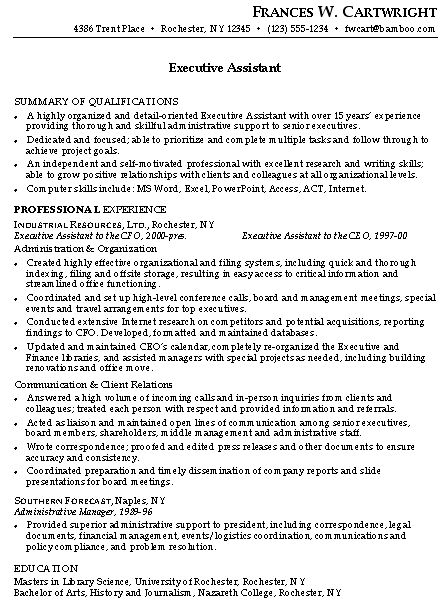 FRANCES W. CARTWRIGHT
4386 Trent Place • Rochester, NY 12345 • (123) 555-1234 • fwcart@bamboo.com
Executive Assistant
SUMMARY OF QUALIFICATIONS
• A highly organized and detail-oriented Executive Assistant with over 15 years' experience
providing thorough and skillful administrative support to senior executives.
• Dedicated and focused; able to prioritize and complete multiple tasks and follow through to
achieve project goals.
• An independent and self-motivated professional with excellent research and writing skills;
able to grow positive relationships with clients and colleagues at all organizational levels.
• Computer skills include: MS Word, Excel, PowerPoint, Access, ACT, Internet.
PROFESSIONAL EXPERIENCE
INDUSTRIAL RESOURCES, LTD., Rochester, NY
Executive Assistant to the CFO, 2000-pres. Executive Assistant to the CEO, 1997-00
Administration & Organization
• Created highly effective organizational and filing systems, including quick and thorough
indexing, filing and offsite storage, resulting in easy access to critical information and
streamlined office functioning.
• Coordinated and set up high-level conference calls, board and management meetings, special
events and travel arrangements for top executives.
• Conducted extensive Internet research on competitors and potential acquisitions, reporting
findings to CFO. Developed, formatted and maintained databases.
• Updated and maintained CEO's calendar, completely re-organized the Executive and
Finance libraries, and assisted managers with special projects as needed, including building
renovations and office move.
Communication & Client Relations
• Answered a high volume of incoming calls and in-person inquiries from clients and
colleagues; treated each person with respect and provided information and referrals.
• Acted as liaison and maintained open lines of communication among senior executives,
board members, shareholders, middle management and administrative staff.
• Wrote correspondence; proofed and edited press releases and other documents to ensure
accuracy and consistency.
• Coordinated preparation and timely dissemination of company reports and slide
presentations for board meetings.
SOUTHERN FORECAST, Naples, NY
Administrative Manager, 1989-96
• Provided superior administrative support to president, including correspondence, legal
documents, financial management, events/logistics coordination, communications and
policy compliance, and problem resolution.
EDUCATION
Masters in Library Science, University of Rochester, Rochester, NY
Bachelor of Arts, History and Journalism, Nazareth College, Rochester, NY